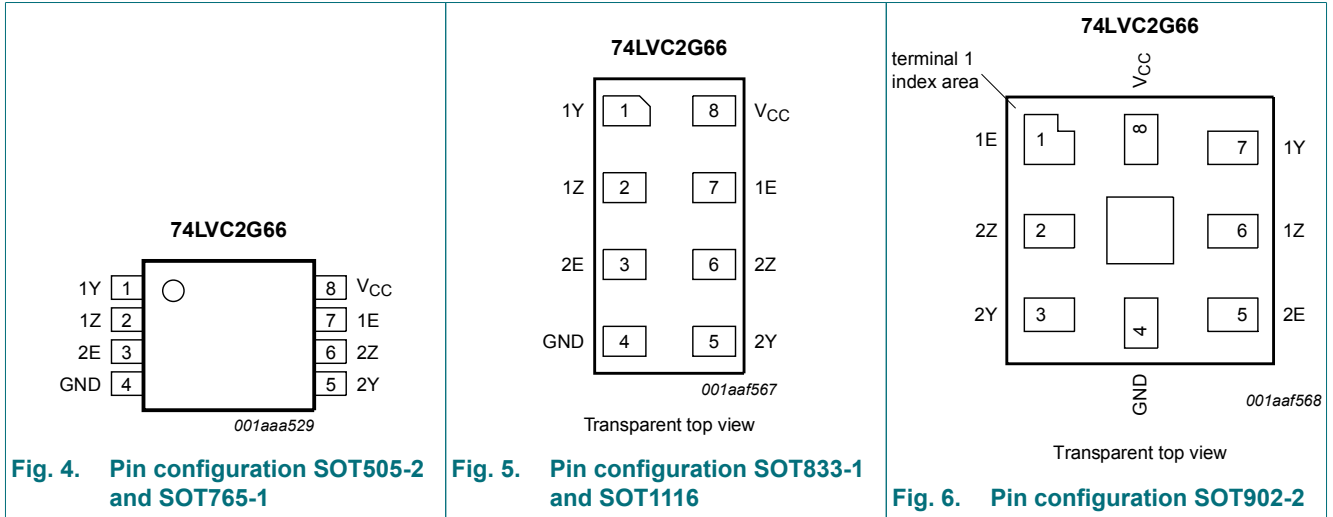 74LVC2G66
1Y 1 8 VCC
1Z 2 7 1E
2E 3 6 2Z
GND 4 5 2Y
001aaa529
Fig. 4. Pin configuration SOT505-2
and SOT765-1
74LVC2G66
1Y 1 8 VCC
1Z 2 7 1E
2E 3 6 2Z
GND 4 5 2Y
001aaf567
Transparent top view
Fig. 5. Pin configuration SOT833-1
and SOT1116
74LVC2G66
terminal 1
index area
VCC
1E 1 8 7 1Y
2Z 2 6 1Z
2Y 3 4 5 2E
GND
001aaf568
Transparent top view
Fig. 6. Pin configuration SOT902-2